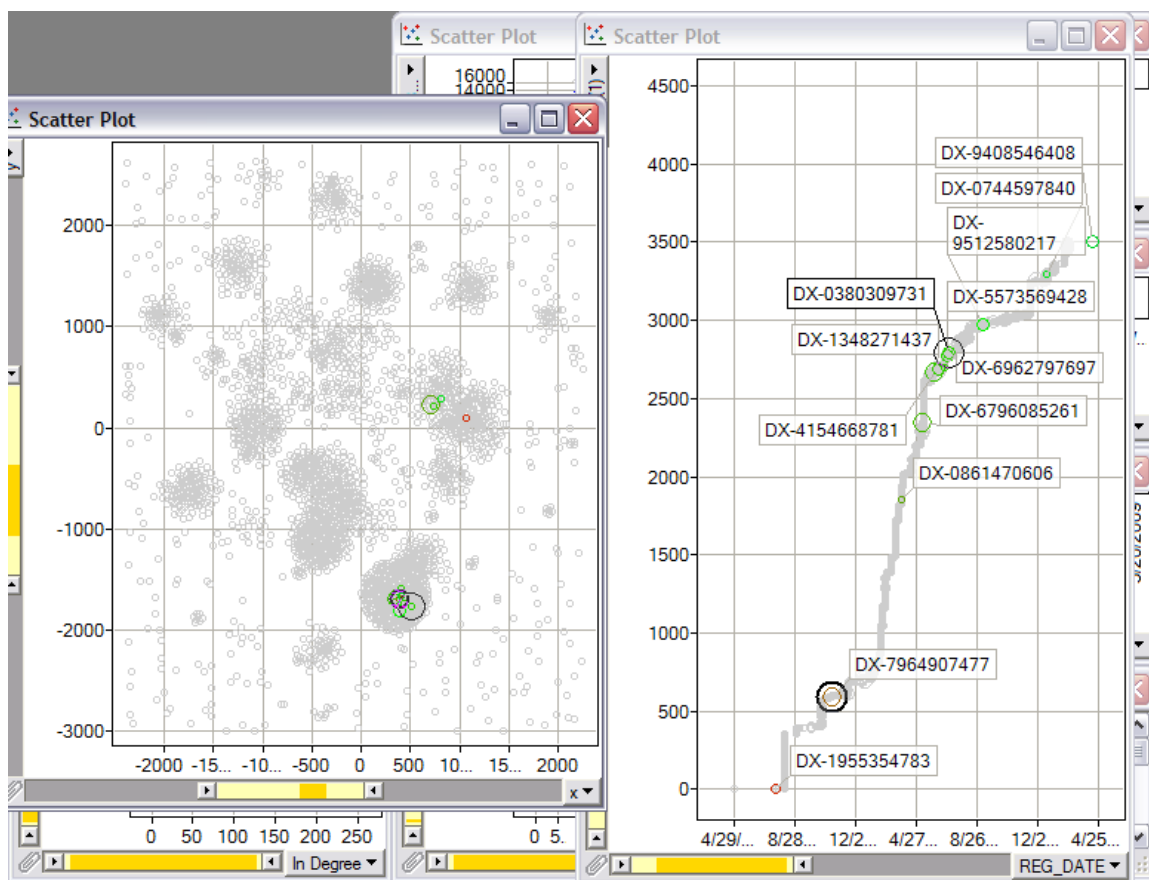 Scatter Plot
Scatter Plot
16000
14000
Scatter Plot
2000
1000
0
-1000
-2000
-3000
-2000 -15... -10... -500 0 500 10... 15... 2000
x
0 50 100 150 200 250
In Degree
0 5..
4500
4000
3500
3000
2500
2000
1500
1000
500
0
DX-9408546408
DX-0744597840
DX-
9512580217
DX-0380309731
DX-5573569428
DX-1348271437
DX-6962797697
DX-6796085261
DX-4154668781
DX-0861470606
DX-7964907477
DX-1955354783
4/29/... 8/28... 12/2... 4/27... 8/26... 12/2... 4/25...
REG_DATE